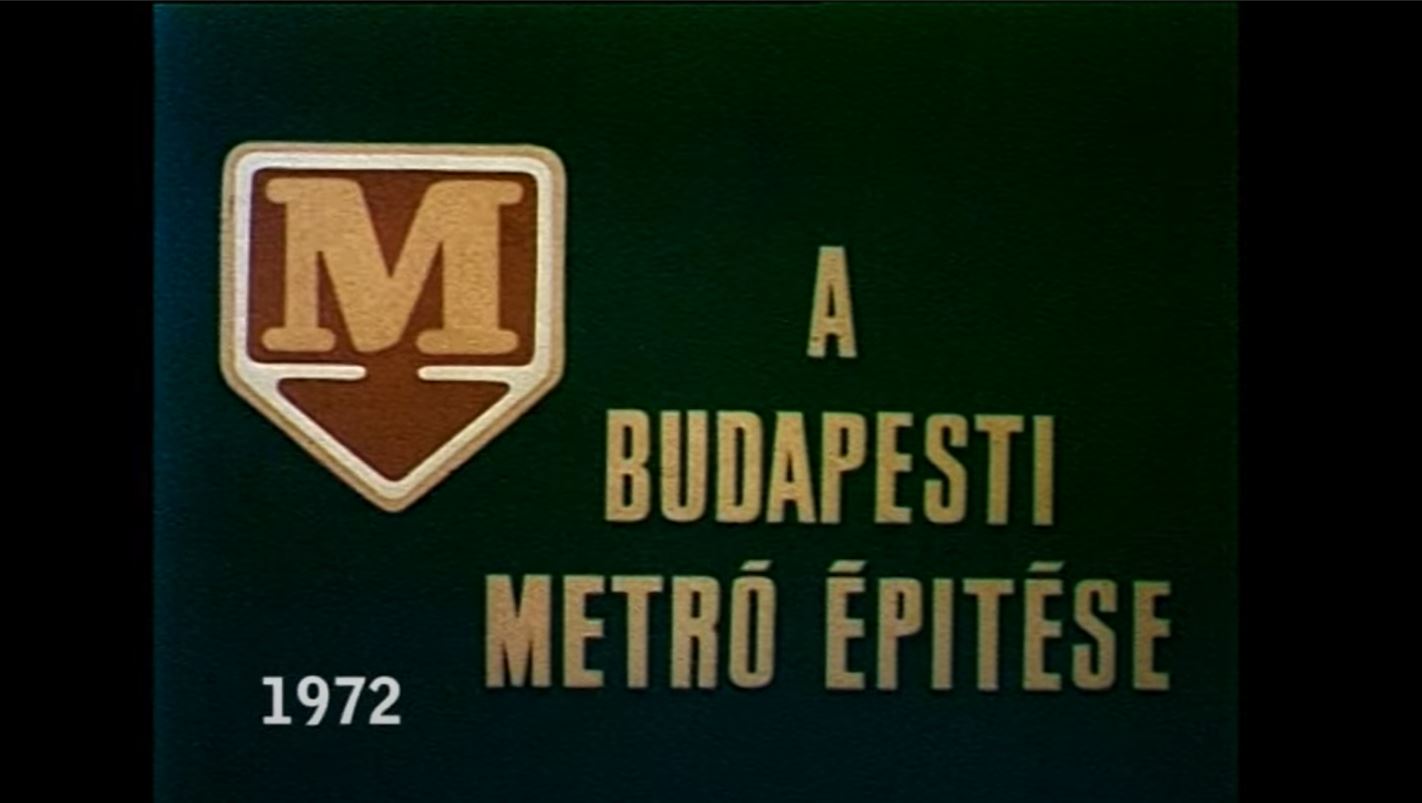 M
A
BUDAPESTI
METRÓ ÉPITÉSE
1972